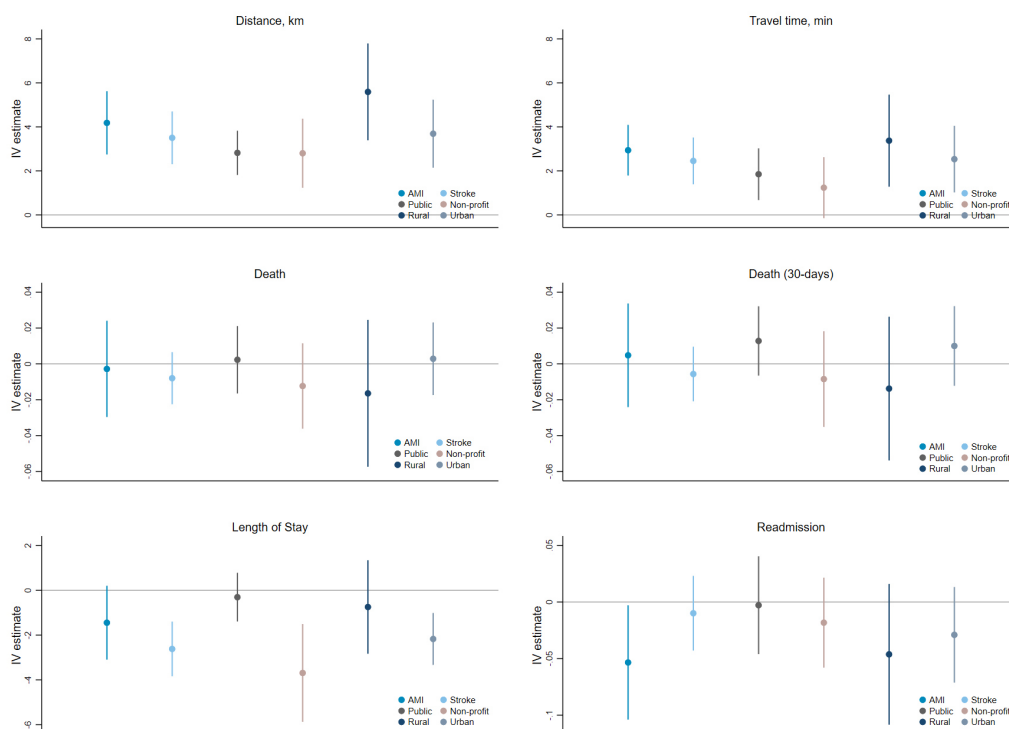 Distance, km
IV estimate
8
6
4
2
0
AMI Stroke
Public Non-profit
Rural Urban
Travel time, min
IV estimate
8
6
4
2
0
AMI Stroke
Public Non-profit
Rural Urban
Death
IV estimate
.04
.02
0
-.02
-.04
-.06
AMI Stroke
Public Non-profit
Rural Urban
Death (30-days)
IV estimate
.04
.02
0
-.02
-.04
-.06
AMI Stroke
Public Non-profit
Rural Urban
Length of Stay
IV estimate
2
0
-2
-4
-6
AMI Stroke
Public Non-profit
Rural Urban
Readmission
IV estimate
.05
0
-.05
-.1
AMI Stroke
Public Non-profit
Rural Urban